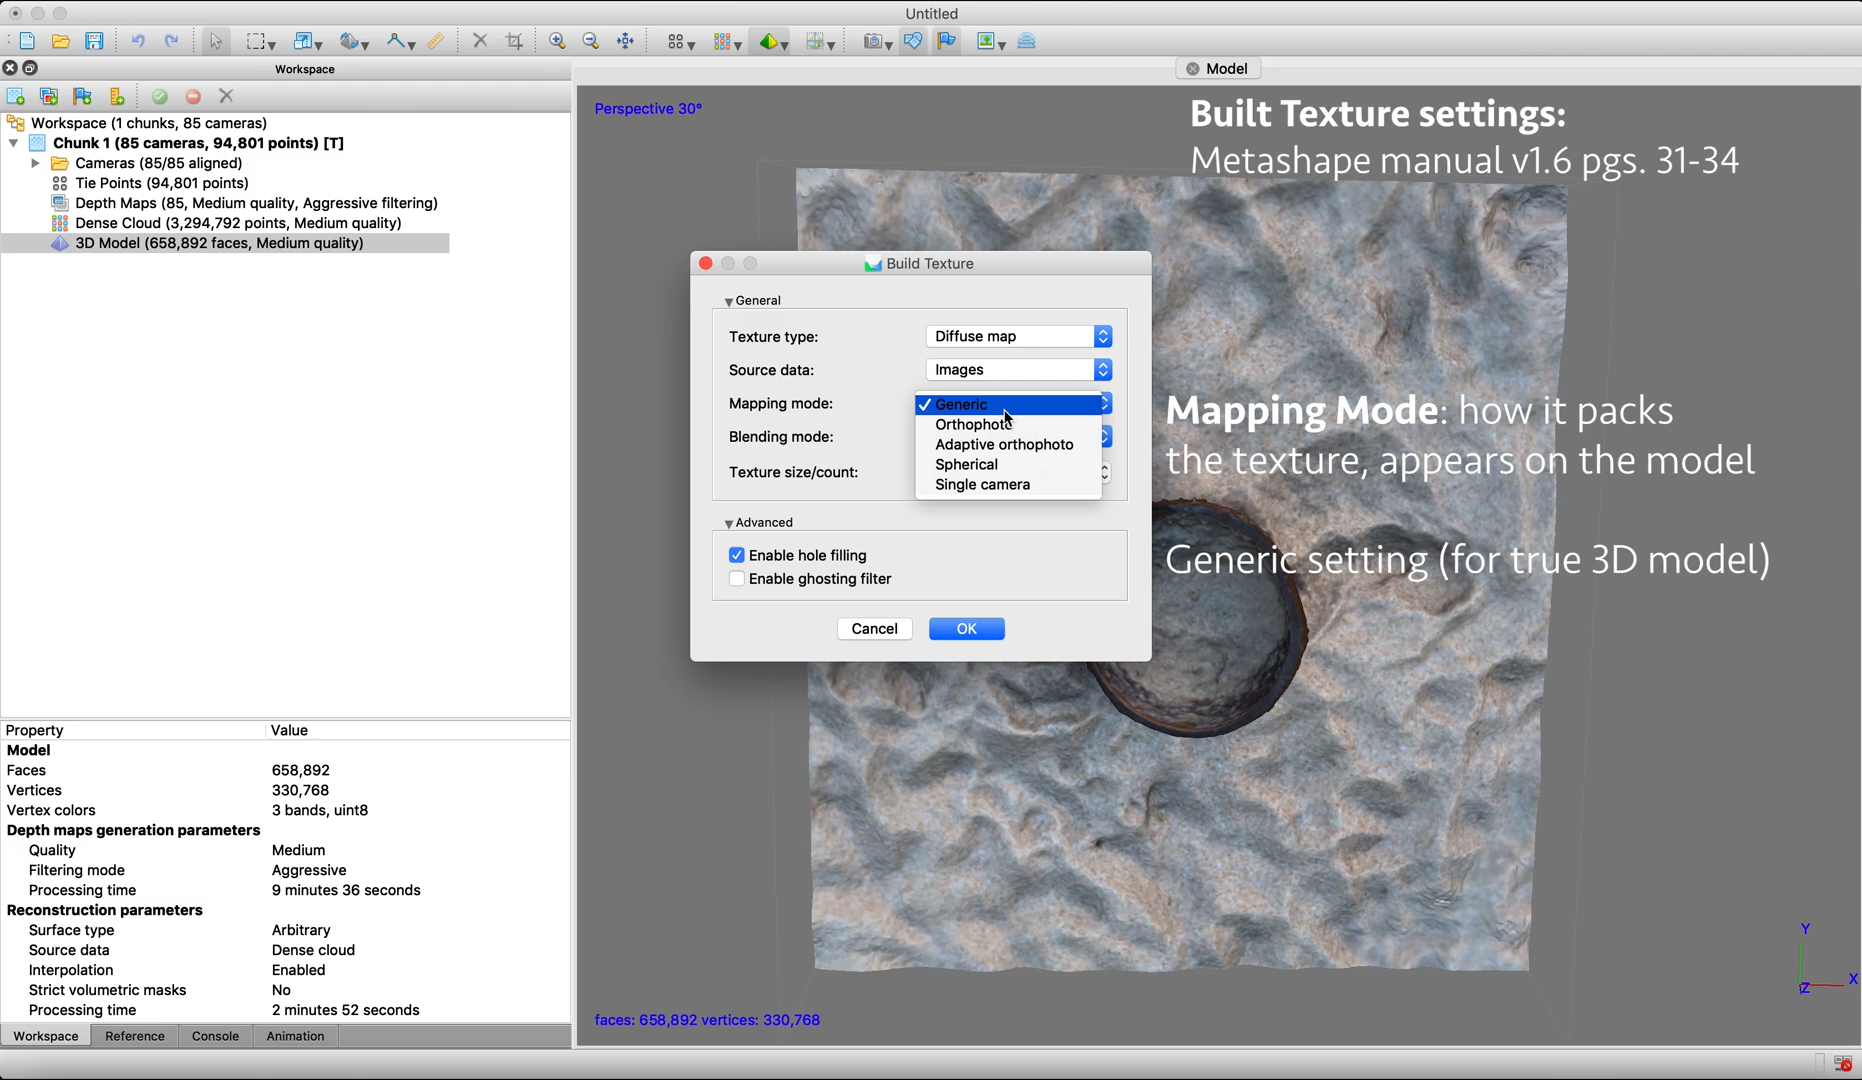 Untitled
Workspace
Model
Workspace (1 chunks, 85 cameras)
Chunk 1 (85 cameras, 94,801 points) [T]
Cameras (85/85 aligned)
Tie Points (94,801 points)
Depth Maps (85, Medium quality, Aggressive filtering)
Dense Cloud (3,294,792 points, Medium quality)
3D Model (658,892 faces, Medium quality)
Perspective 30°
Built Texture settings:
Metashape manual v1.6 pgs. 31-34
Build Texture
General
Texture type: Diffuse map
Source data: Images
Mapping mode: Generic
Orthophoto
Blending mode:
Adaptive orthophoto
Spherical
Texture size/count:
Single camera
Advanced
Enable hole filling
Enable ghosting filter
Cancel OK
Mapping Mode: how it packs
the texture, appears on the model
Generic setting (for true 3D model)
Property Value
Model
Faces 658,892
Vertices 330,768
Vertex colors 3 bands, uint8
Depth maps generation parameters
Quality Medium
Filtering mode Aggressive
Processing time 9 minutes 36 seconds
Reconstruction parameters
Surface type Arbitrary
Source data Dense cloud
Interpolation Enabled
Strict volumetric masks No
Processing time 2 minutes 52 seconds
Workspace Reference Console Animation
faces: 658,892 vertices: 330,768
Y
X
Z